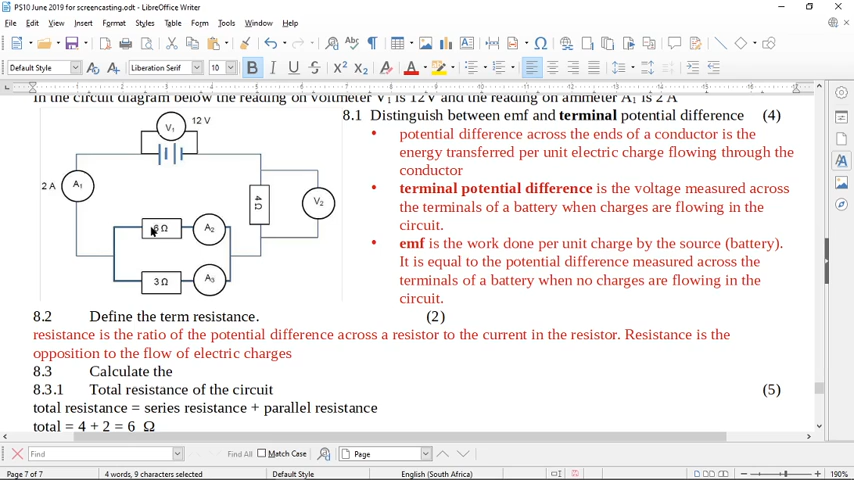 PS10 June 2019 for screencasting.odt - LibreOffice Writer
File Edit View Insert Format Styles Table Form Tools Window Help
Default Style Liberation Serif 10
In the circuit diagram below the reading on voltmeter V1 is 12V and the reading on ammeter A1 is 2 A
8.1 Distinguish between emf and terminal potential difference (4)
• potential difference across the ends of a conductor is the
energy transferred per unit electric charge flowing through the
conductor
• terminal potential difference is the voltage measured across
the terminals of a battery when charges are flowing in the
circuit.
• emf is the work done per unit charge by the source (battery).
It is equal to the potential difference measured across the
terminals of a battery when no charges are flowing in the
circuit.
V1 12 V
2 A A1
4 Ω
V2
6 Ω A2
3 Ω A3
8.2 Define the term resistance. (2)
resistance is the ratio of the potential difference across a resistor to the current in the resistor. Resistance is the
opposition to the flow of electric charges
8.3 Calculate the
8.3.1 Total resistance of the circuit (5)
total resistance = series resistance + parallel resistance
total = 4 + 2 = 6 Ω
Find Find All Match Case Page
Page 7 of 7 4 words, 9 characters selected Default Style English (South Africa) 190%